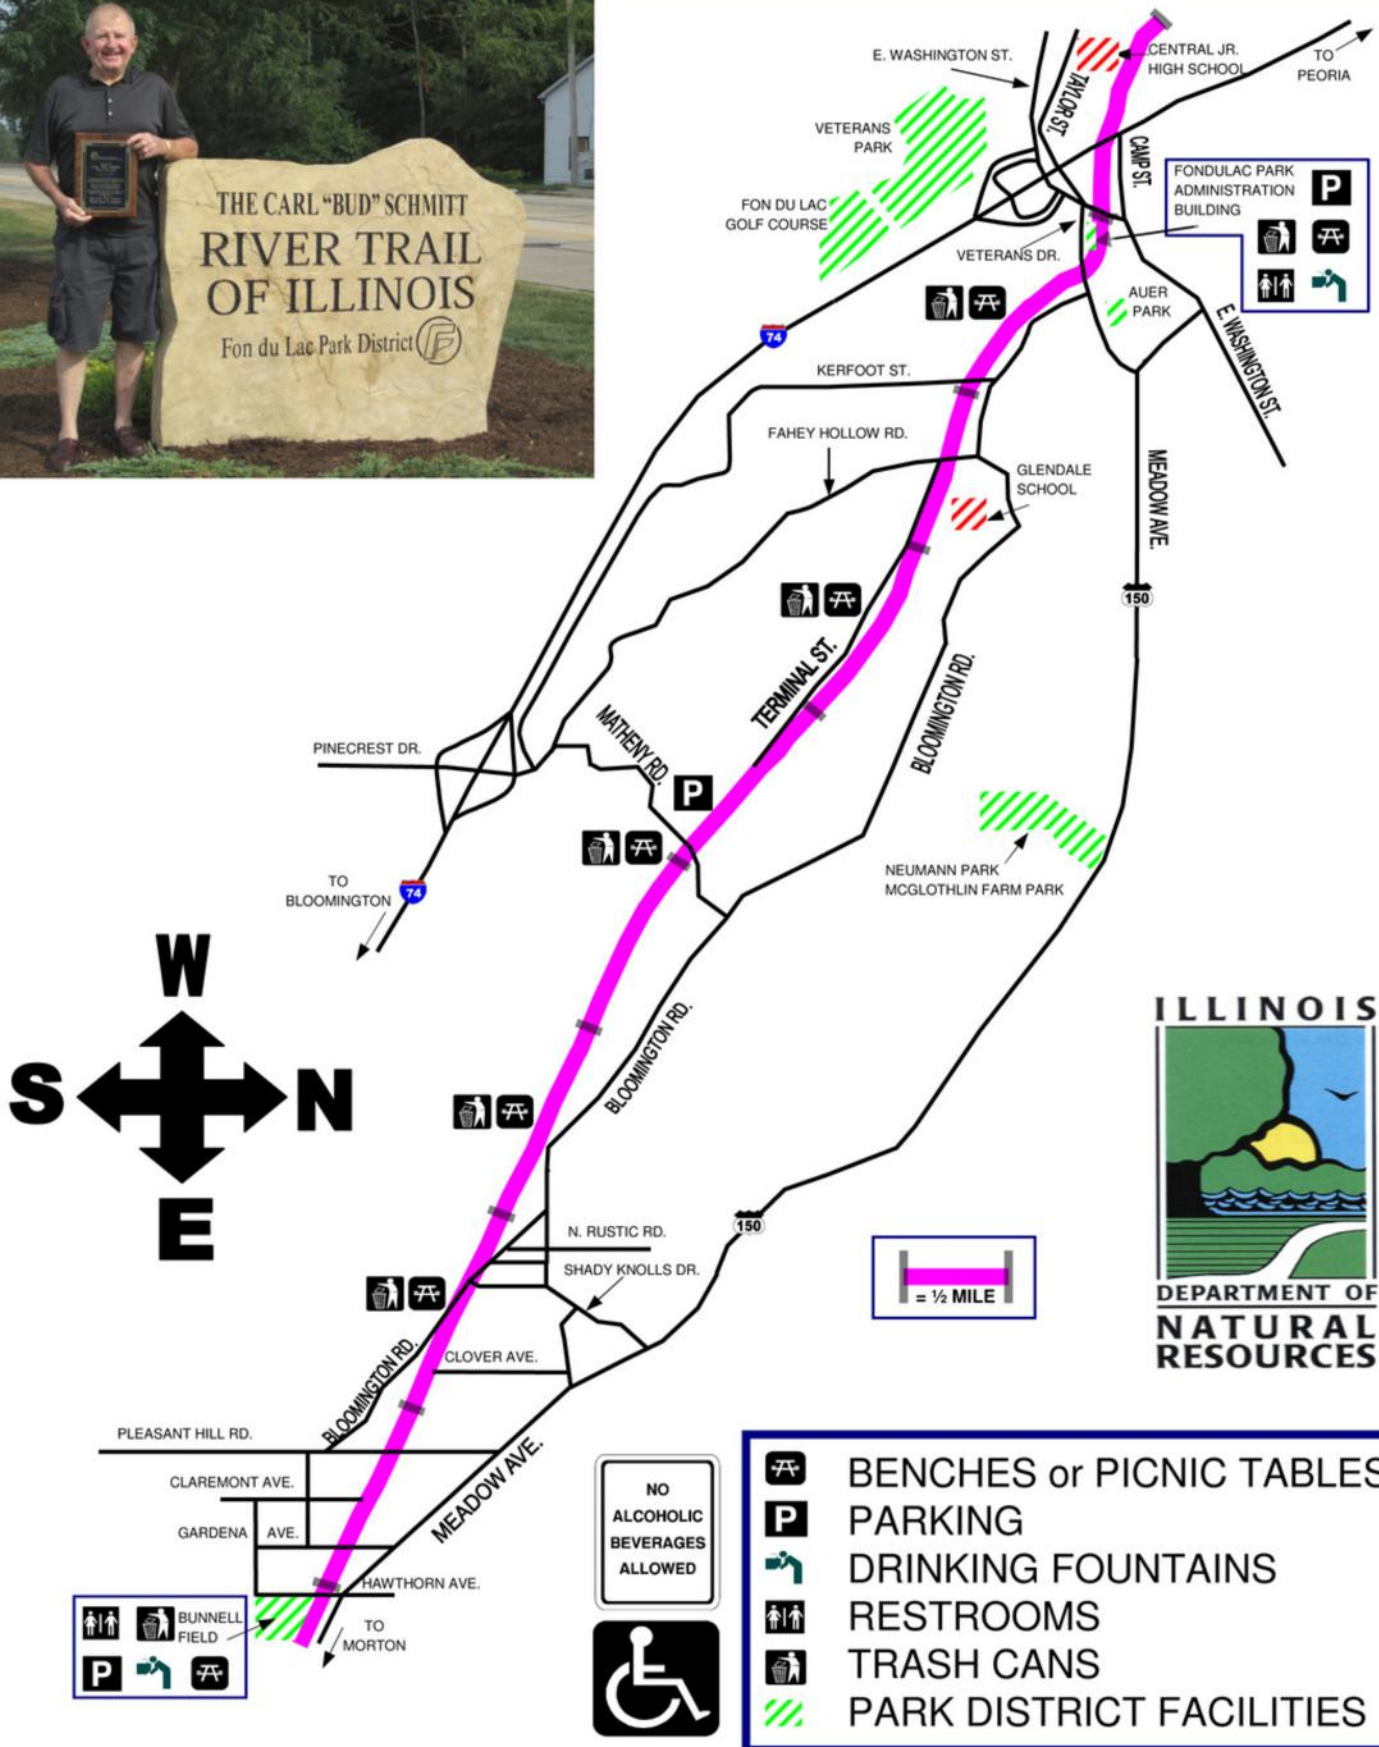 THE CARL “BUD” SCHMITT
RIVER TRAIL
OF ILLINOIS
Fon du Lac Park District
F
E. WASHINGTON ST.
TAYLOR ST.
CENTRAL JR.
HIGH SCHOOL
TO
PEORIA
VETERANS
PARK
CAMP ST.
FONDULAC PARK
ADMINISTRATION
BUILDING
P
FON DU LAC
GOLF COURSE
VETERANS DR.
AUER
PARK
E. WASHINGTON ST.
74
KERFOOT ST.
FAHEY HOLLOW RD.
GLENDALE
SCHOOL
MEADOW AVE.
150
TERMINAL ST.
BLOOMINGTON RD.
MATHENY RD.
PINECREST DR.
P
NEUMANN PARK
MCGLOTHLIN FARM PARK
TO
BLOOMINGTON
74
W
S
N
E
BLOOMINGTON RD.
ILLINOIS
DEPARTMENT OF
NATURAL
RESOURCES
150
N. RUSTIC RD.
SHADY KNOLLS DR.
= ½ MILE
BLOOMINGTON RD.
CLOVER AVE.
PLEASANT HILL RD.
CLAREMONT AVE.
GARDENA AVE.
MEADOW AVE.
HAWTHORN AVE.
BUNNELL
FIELD
P
TO
MORTON
NO
ALCOHOLIC
BEVERAGES
ALLOWED
BENCHES or PICNIC TABLES
P PARKING
DRINKING FOUNTAINS
RESTROOMS
TRASH CANS
PARK DISTRICT FACILITIES